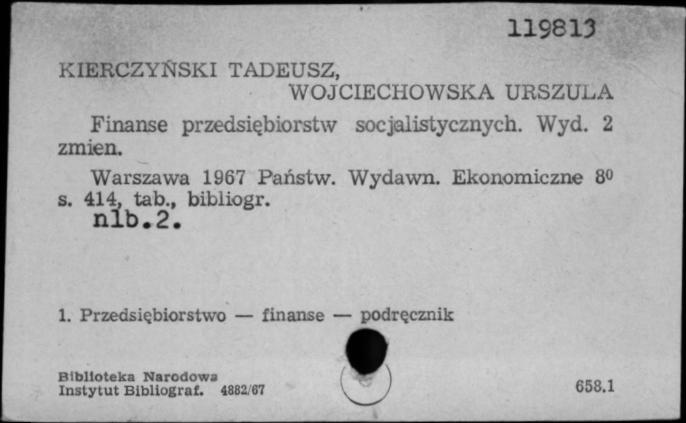 119813
KIERCZYŃSKI TADEUSZ,
WOJCIECHOWSKA URSZULA
Finanse przedsiębiorstw socjalistycznych. Wyd. 2
zmien.
Warszawa 1967 Państw. Wydawn. Ekonomiczne 8⁰
s. 414, tab., bibliogr.
nlb.2.
1. Przedsiębiorstwo — finanse — podręcznik
Biblioteka Narodowa
Instytut Bibliograf. 4882/67
658.1